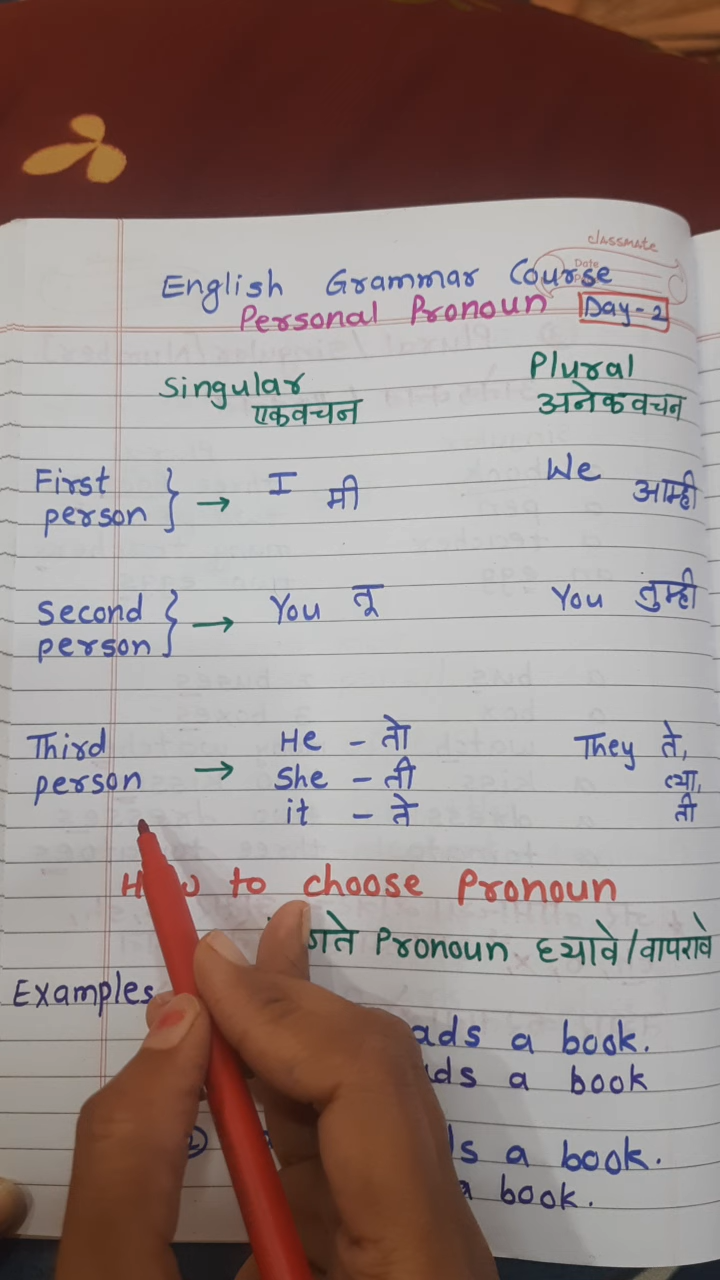 classmate
Date
English Grammar Course
Personal Pronoun Day-2
Singular Plural
एकवचन अनेकवचन
First person } → I मी We आम्ही
Second person } → You तू You तुम्ही
Third person → He - तो They ते,
She - ती त्या,
it - ते ती
to choose Pronoun
Pronoun घ्यावे/वापरावे
Examples
a book.
a book
②
a book.
a book.